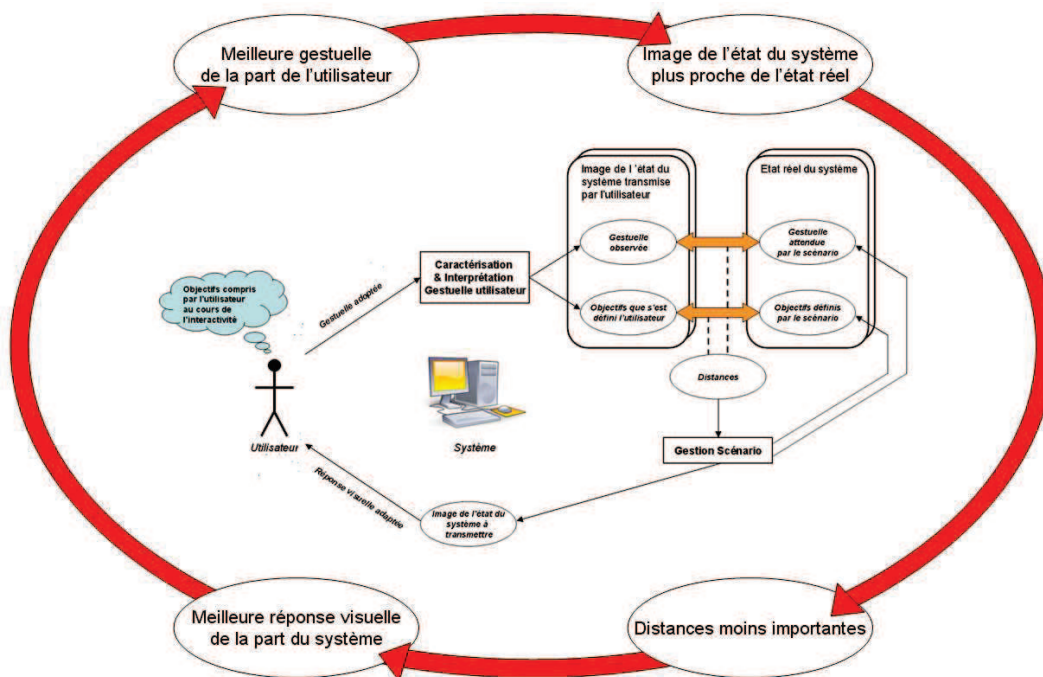 Meilleure gestuelle
de la part de l'utilisateur
Image de l'état du système
plus proche de l'état réel
Image de l 'état du
système transmise
par l'utilisateur
Etat réel du système
Gestuelle
observée
Gestuelle
attendue
par le scénario
Caractérisation
& Interprétation
Gestuelle utilisateur
Objectifs compris
par l'utilisateur
au cours de
l'interactivité
Gestuelle adoptée
Objectifs que s'est
défini l'utilisateur
Objectifs définis
par le scénario
Distances
Utilisateur
Système
Gestion Scénario
Réponse visuelle adaptée
Image de l'état du
système à
transmettre
Meilleure réponse visuelle
de la part du système
Distances moins importantes